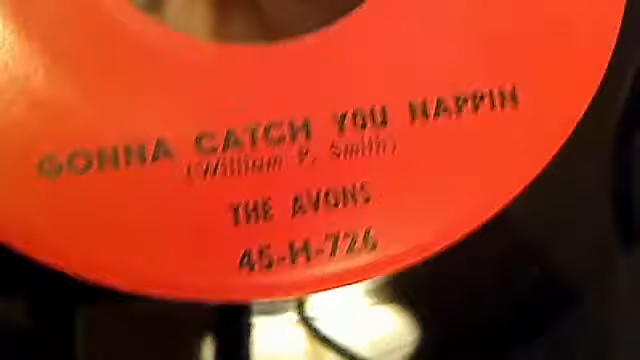 GONNA CATCH YOU NAPPIN
(William P. Smith)
THE AVONS
45-H-726